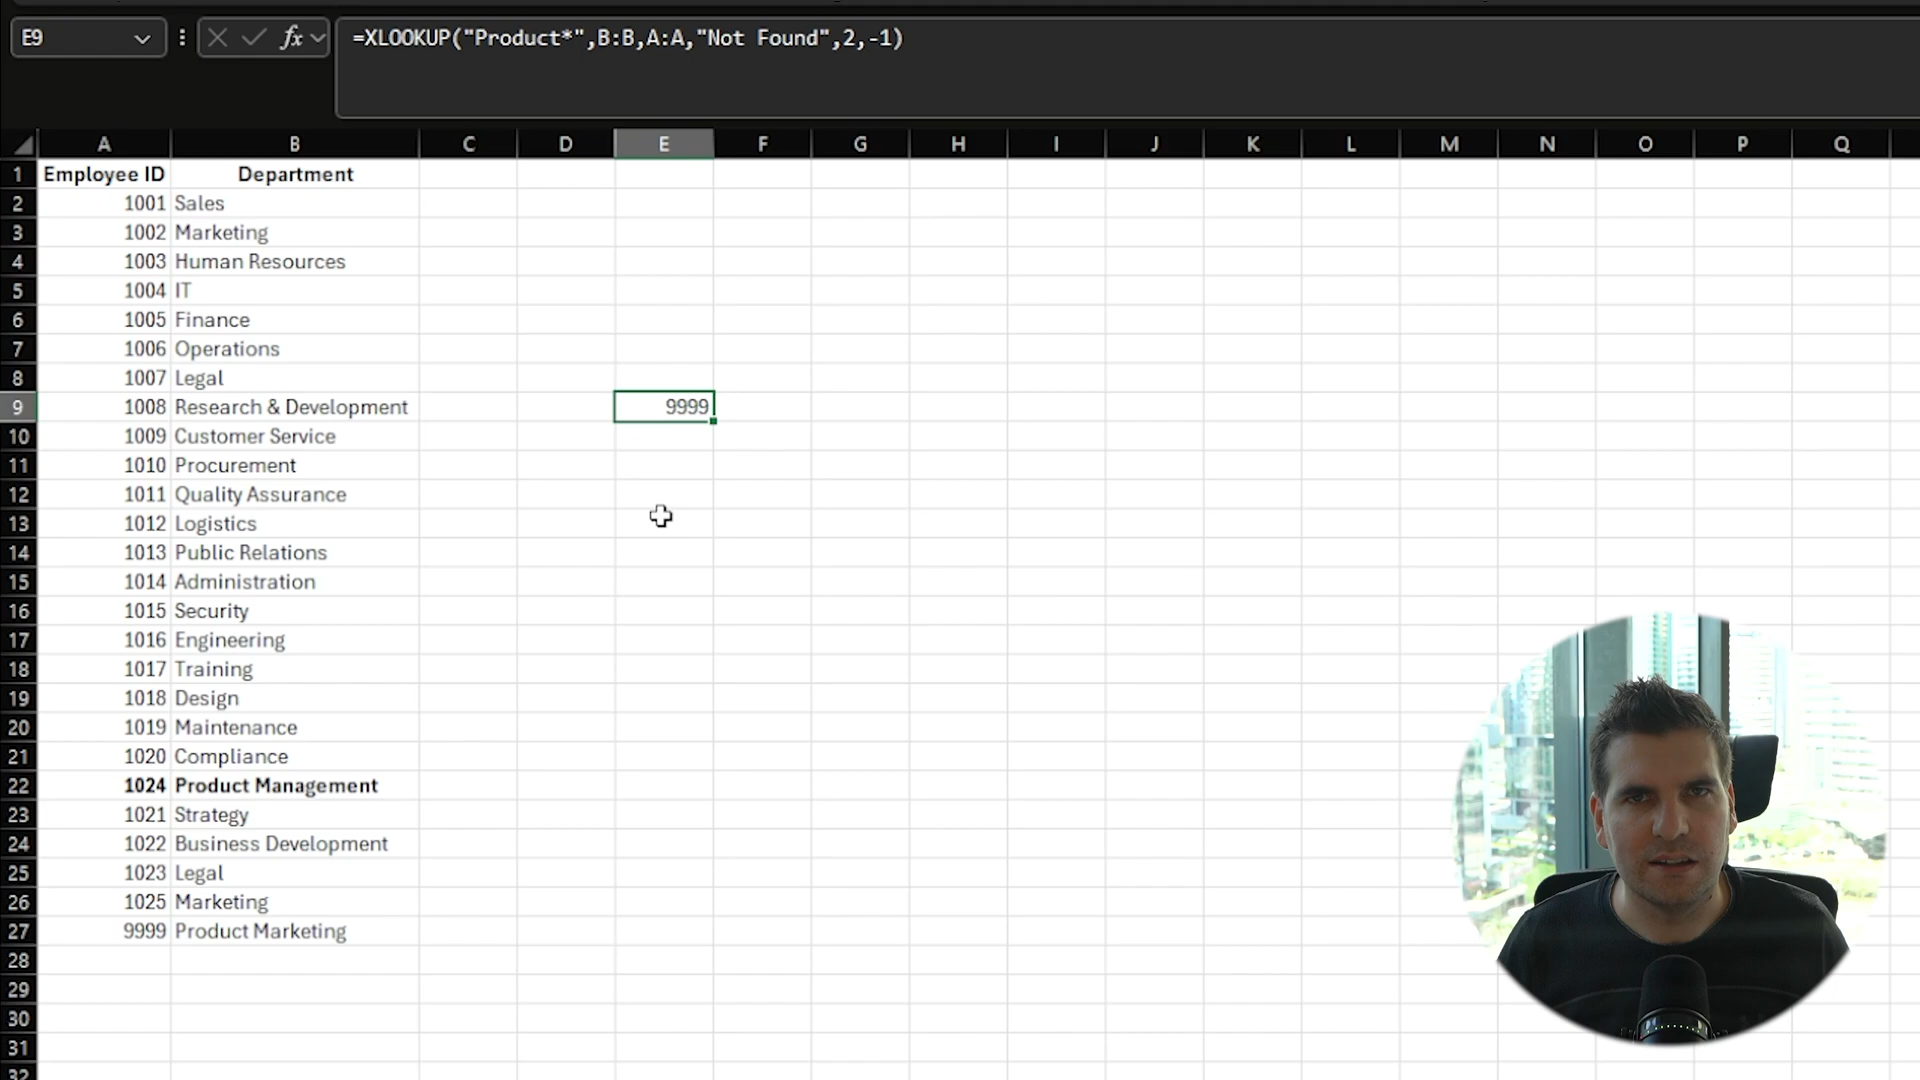 E9 fx =XLOOKUP("Product*",B:B,A:A,"Not Found",2,-1)
A B C D E F G H I J K L M N O P Q
1 Employee ID Department
2 1001 Sales
3 1002 Marketing
4 1003 Human Resources
5 1004 IT
6 1005 Finance
7 1006 Operations
8 1007 Legal
9 1008 Research & Development 9999
10 1009 Customer Service
11 1010 Procurement
12 1011 Quality Assurance
13 1012 Logistics
14 1013 Public Relations
15 1014 Administration
16 1015 Security
17 1016 Engineering
18 1017 Training
19 1018 Design
20 1019 Maintenance
21 1020 Compliance
22 1024 Product Management
23 1021 Strategy
24 1022 Business Development
25 1023 Legal
26 1025 Marketing
27 9999 Product Marketing
28
29
30
31
32